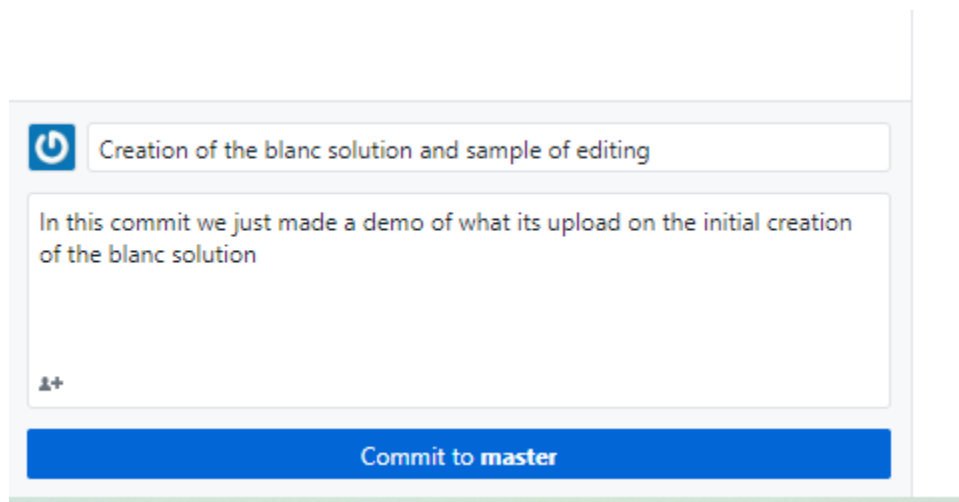 Creation of the blanc solution and sample of editing
In this commit we just made a demo of what its upload on the initial creation
of the blanc solution
Commit to master